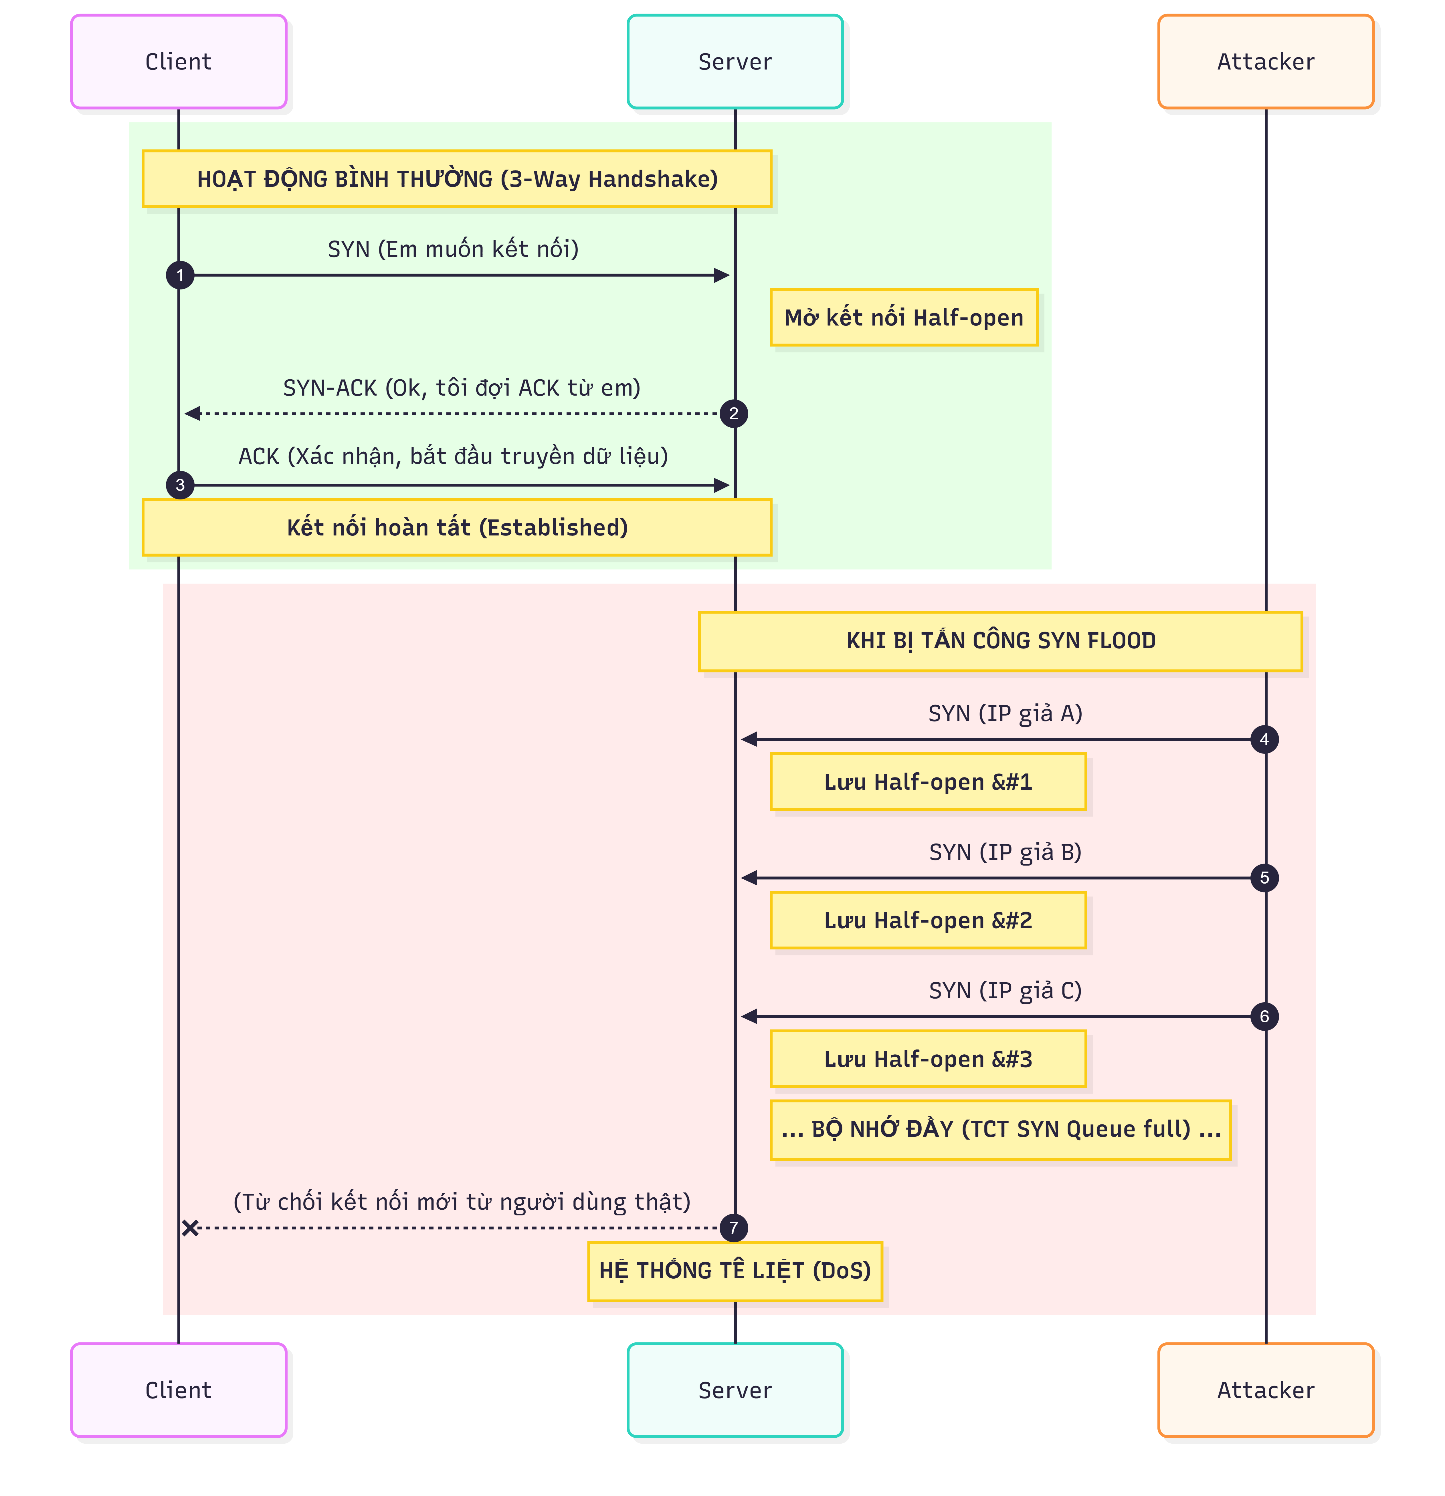 Client
Server
Attacker
HOẠT ĐỘNG BÌNH THƯỜNG (3-Way Handshake)
SYN (Em muốn kết nối)
1
Mở kết nối Half-open
SYN-ACK (Ok, tôi đợi ACK từ em)
2
ACK (Xác nhận, bắt đầu truyền dữ liệu)
3
Kết nối hoàn tất (Established)
KHI BỊ TẤN CÔNG SYN FLOOD
SYN (IP giả A)
4
Lưu Half-open &#1
SYN (IP giả B)
5
Lưu Half-open &#2
SYN (IP giả C)
6
Lưu Half-open &#3
... BỘ NHỚ ĐẦY (TCT SYN Queue full) ...
(Từ chối kết nối mới từ người dùng thật)
7
HỆ THỐNG TÊ LIỆT (DoS)
Client
Server
Attacker